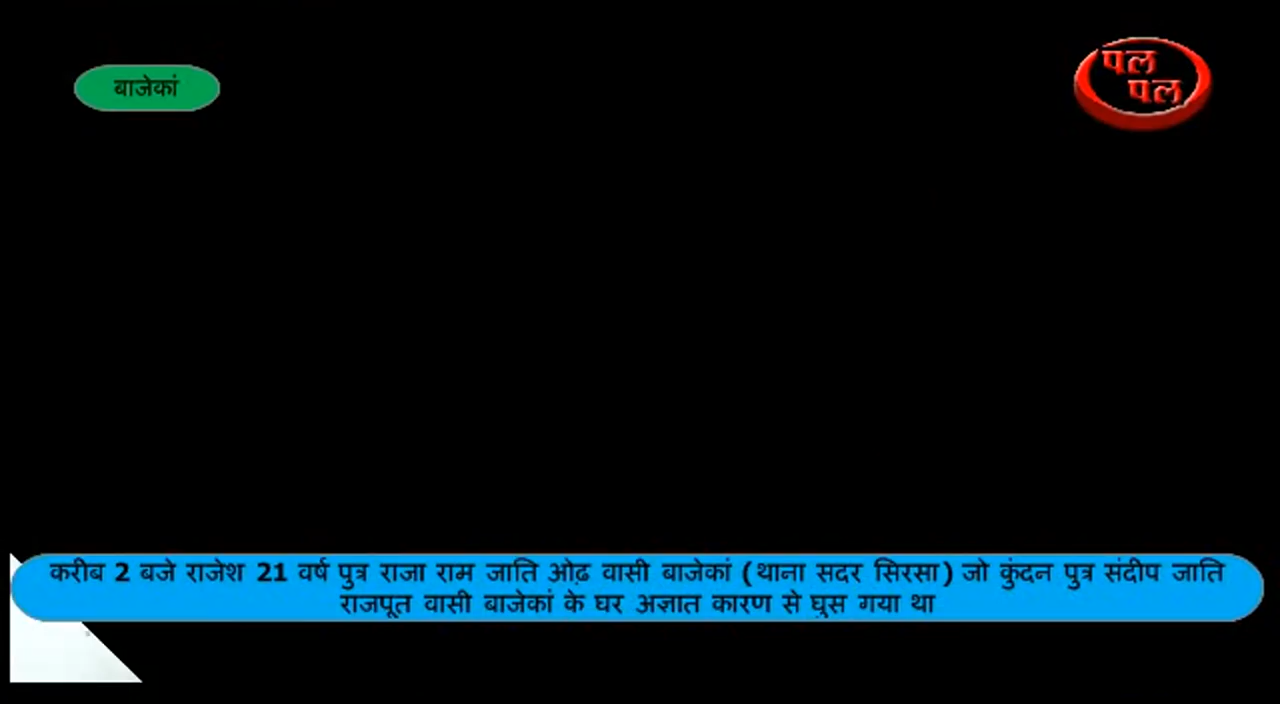 बाजेकां
पल
पल
करीब 2 बजे राजेश 21 वर्ष पुत्र राजा राम जाति ओढ़ वासी बाजेकां (थाना सदर सिरसा) जो कुंदन पुत्र संदीप जाति
राजपूत वासी बाजेकां के घर अज्ञात कारण से घुस गया था